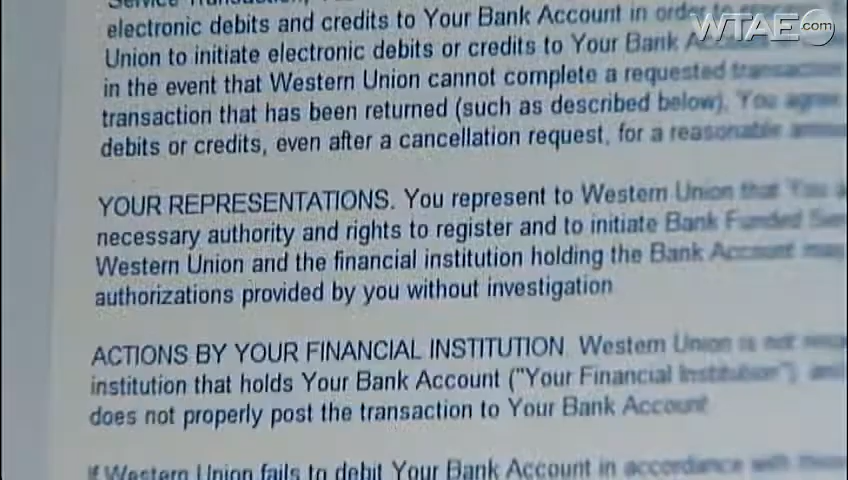 WTAE.com
electronic debits and credits to Your Bank Account in order to
Union to initiate electronic debits or credits to Your Bank
in the event that Western Union cannot complete a requested transaction
transaction that has been returned (such as described below). You agree
debits or credits, even after a cancellation request, for a reasonable
YOUR REPRESENTATIONS. You represent to Western Union that You
necessary authority and rights to register and to initiate Bank Funded
Western Union and the financial institution holding the Bank Account may
authorizations provided by you without investigation
ACTIONS BY YOUR FINANCIAL INSTITUTION. Western Union is not
institution that holds Your Bank Account ("Your Financial Institution")
does not properly post the transaction to Your Bank Account
If Western Union fails to debit Your Bank Account in accordance with